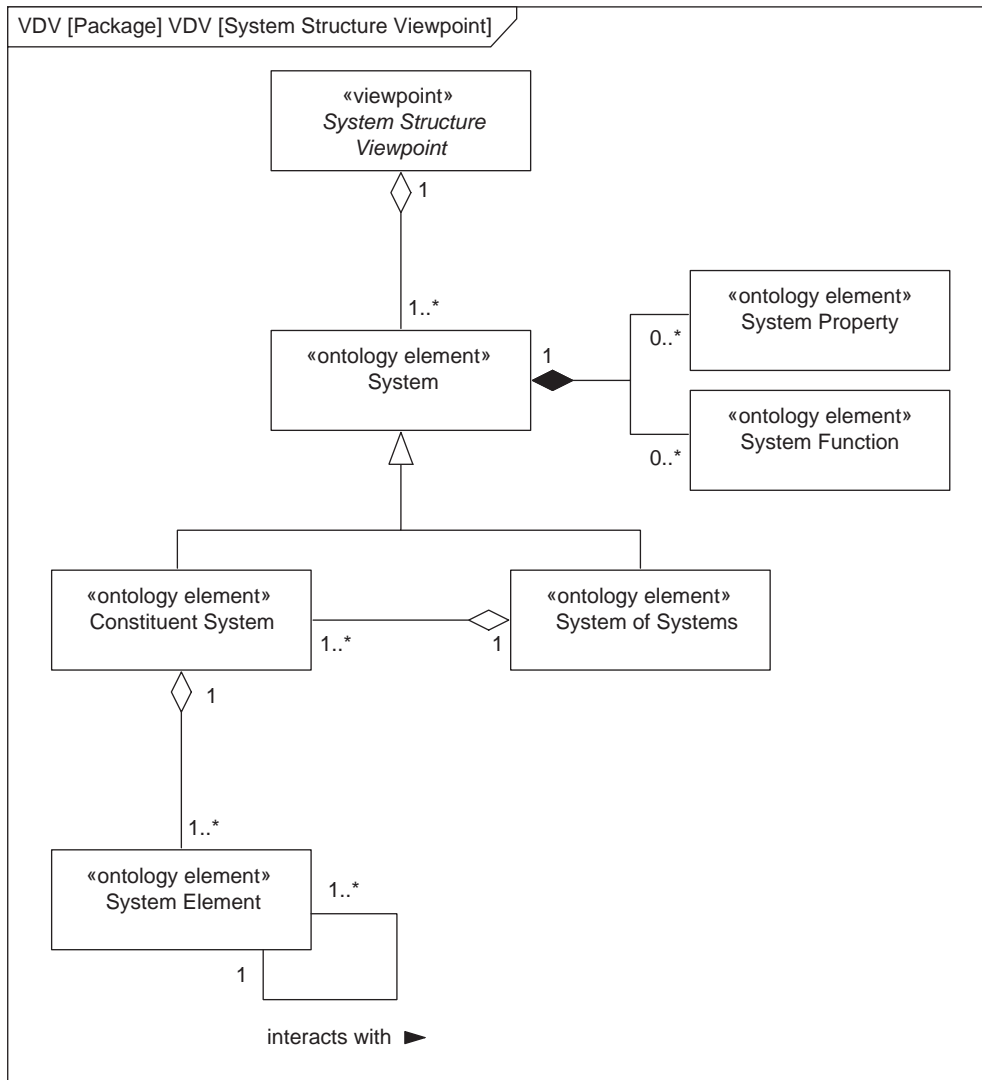 VDV [Package] VDV [System Structure Viewpoint]
«viewpoint»
System Structure
Viewpoint
1
1..*
«ontology element»
System
1
0..*
«ontology element»
System Property
0..*
«ontology element»
System Function
«ontology element»
Constituent System
1..*
1
«ontology element»
System of Systems
1
1..*
«ontology element»
System Element
1..*
1
interacts with ►